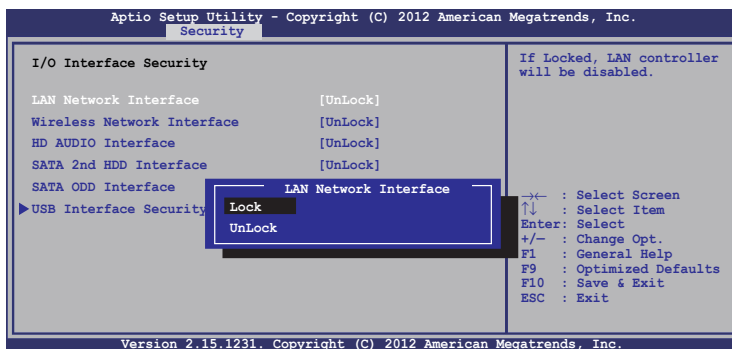 Aptio Setup Utility - Copyright (C) 2012 American Megatrends, Inc.
Security
I/O Interface Security
LAN Network Interface [UnLock]
Wireless Network Interface [UnLock]
HD AUDIO Interface [UnLock]
SATA 2nd HDD Interface [UnLock]
SATA ODD Interface
USB Interface Security
LAN Network Interface
Lock
UnLock
If Locked, LAN controller
will be disabled.
→← : Select Screen
↑↓ : Select Item
Enter: Select
+/— : Change Opt.
F1 : General Help
F9 : Optimized Defaults
F10 : Save & Exit
ESC : Exit
Version 2.15.1231. Copyright (C) 2012 American Megatrends, Inc.